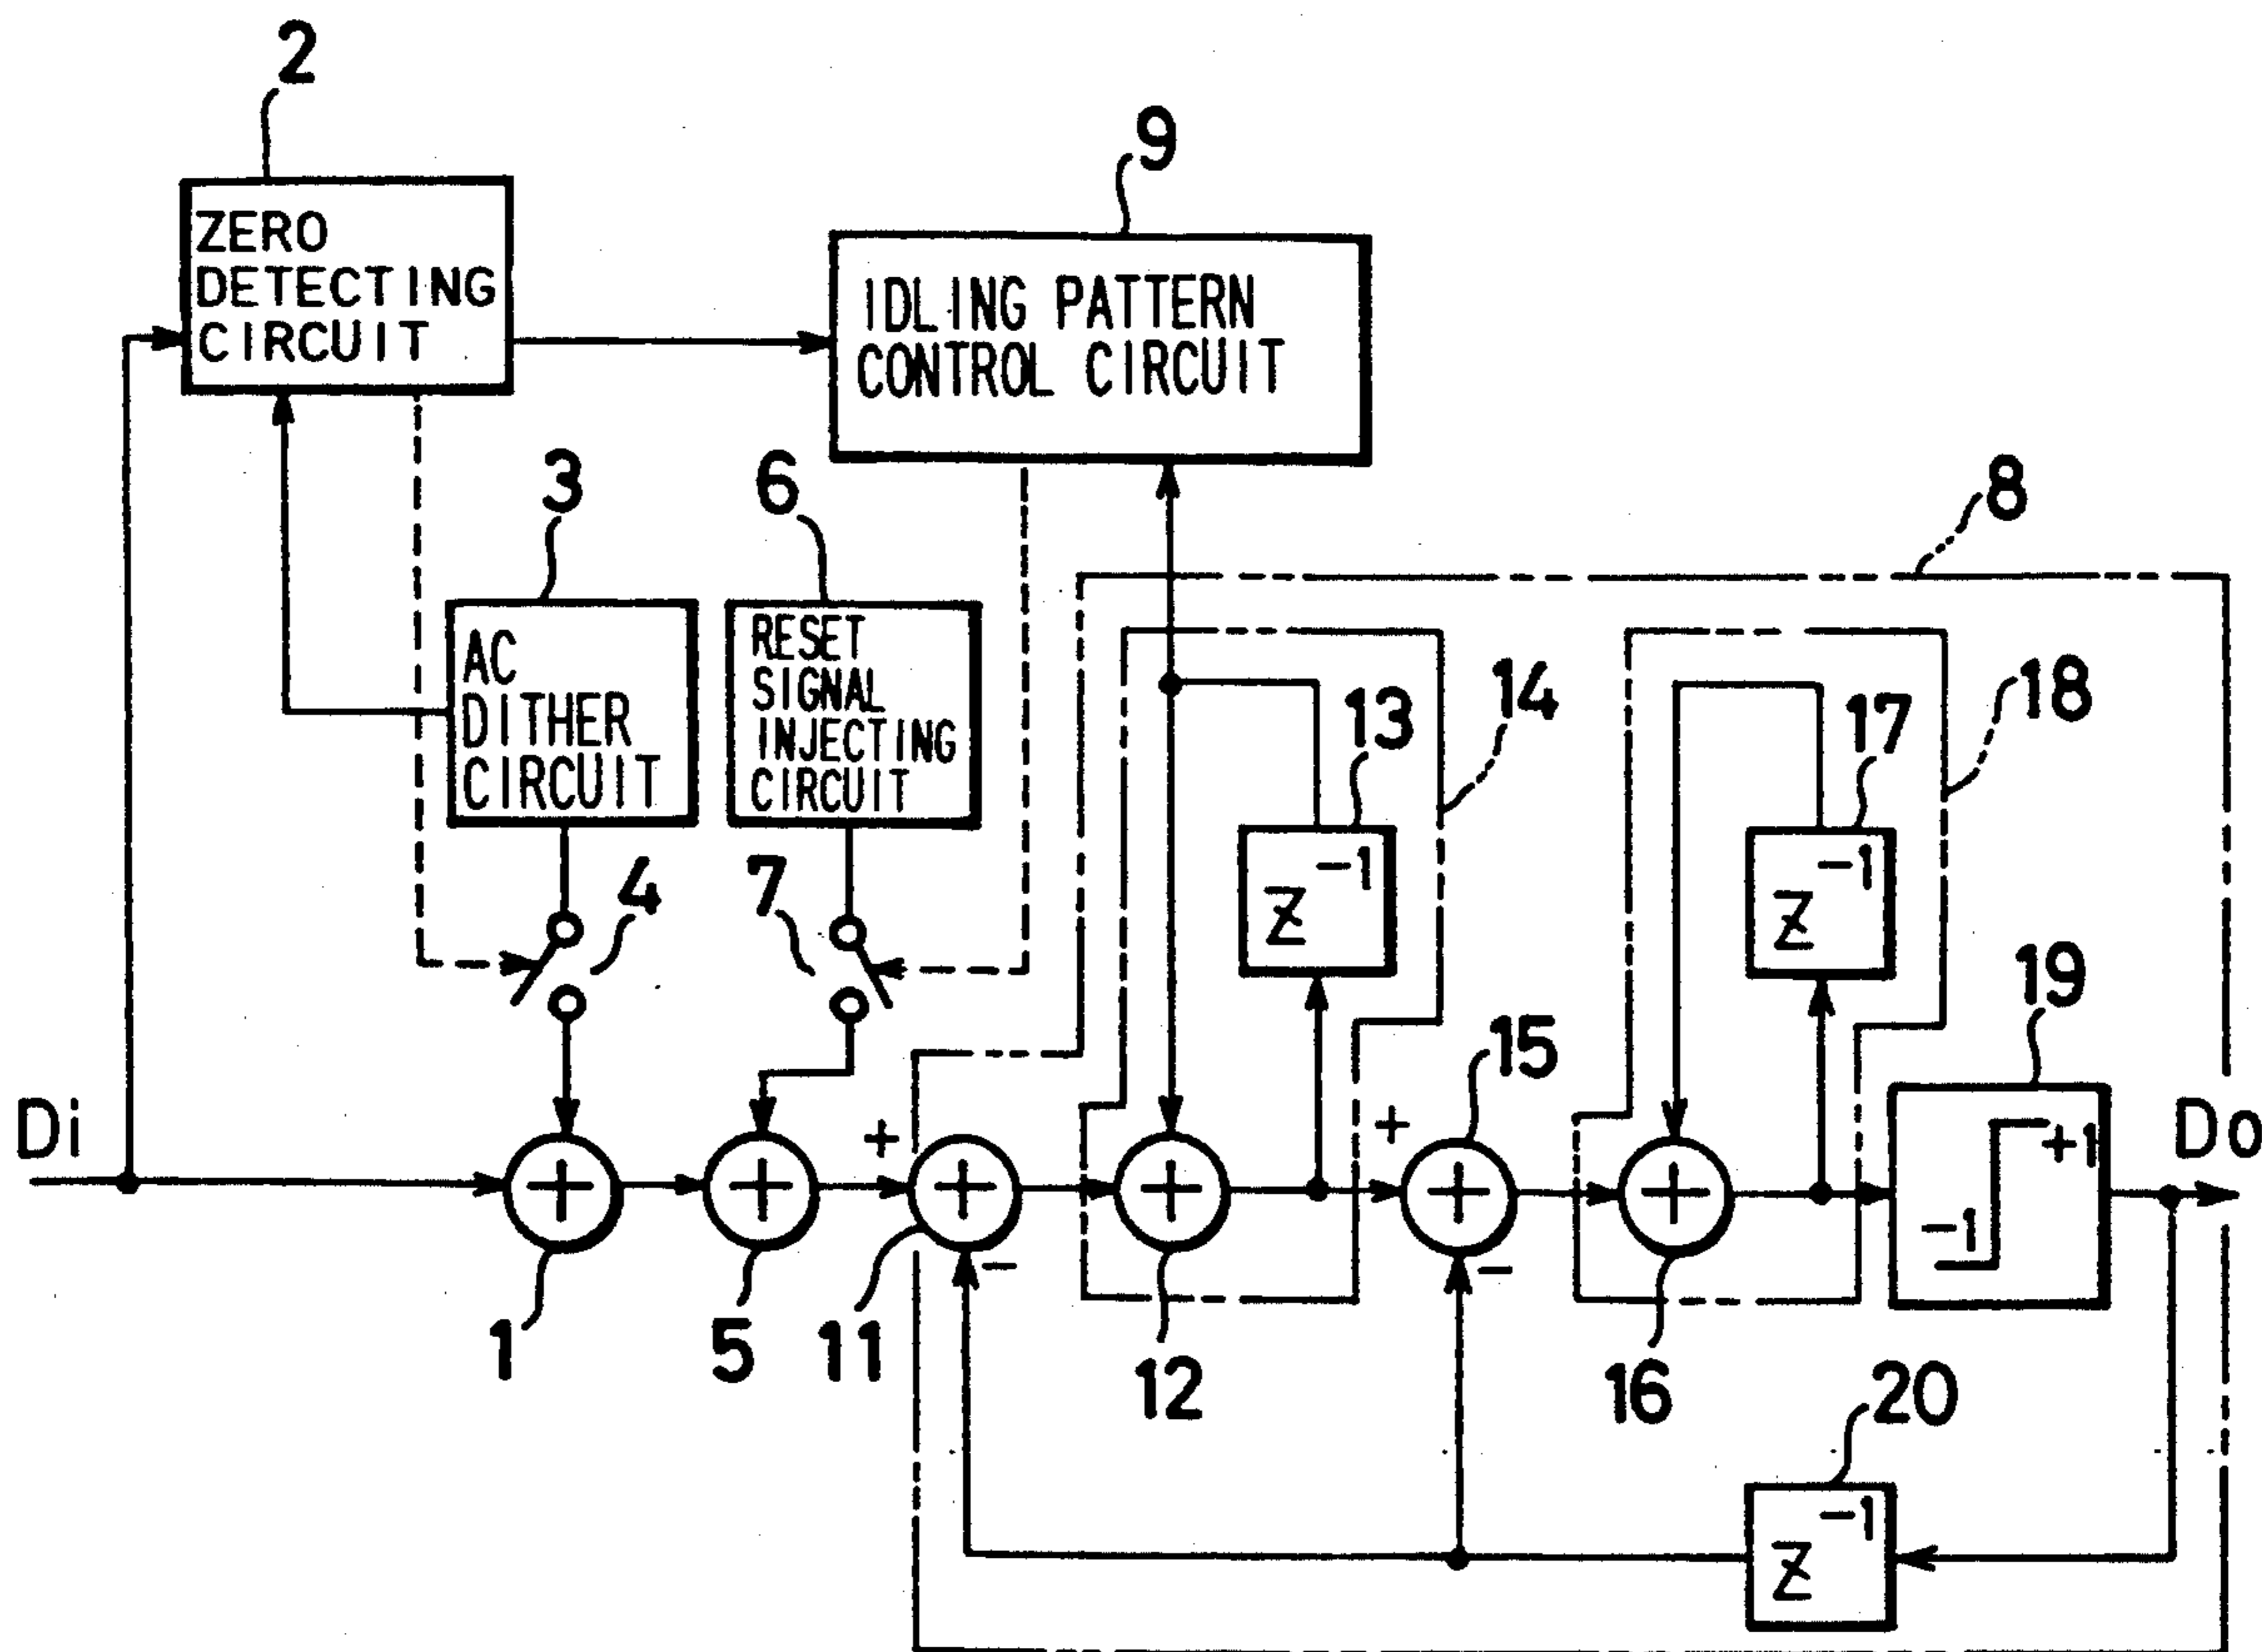 2
9
ZERO
DETECTING
CIRCUIT
IDLING PATTERN
CONTROL CIRCUIT
3
6
8
AC
DITHER
CIRCUIT
RESET
SIGNAL
INJECTING
CIRCUIT
13
14
17
18
4
7
Z⁻¹
Z⁻¹
15
19
Di
+
+
+1
-1
Do
+
+
+
+
+
+
-
-
1
5
11
12
16
20
Z⁻¹